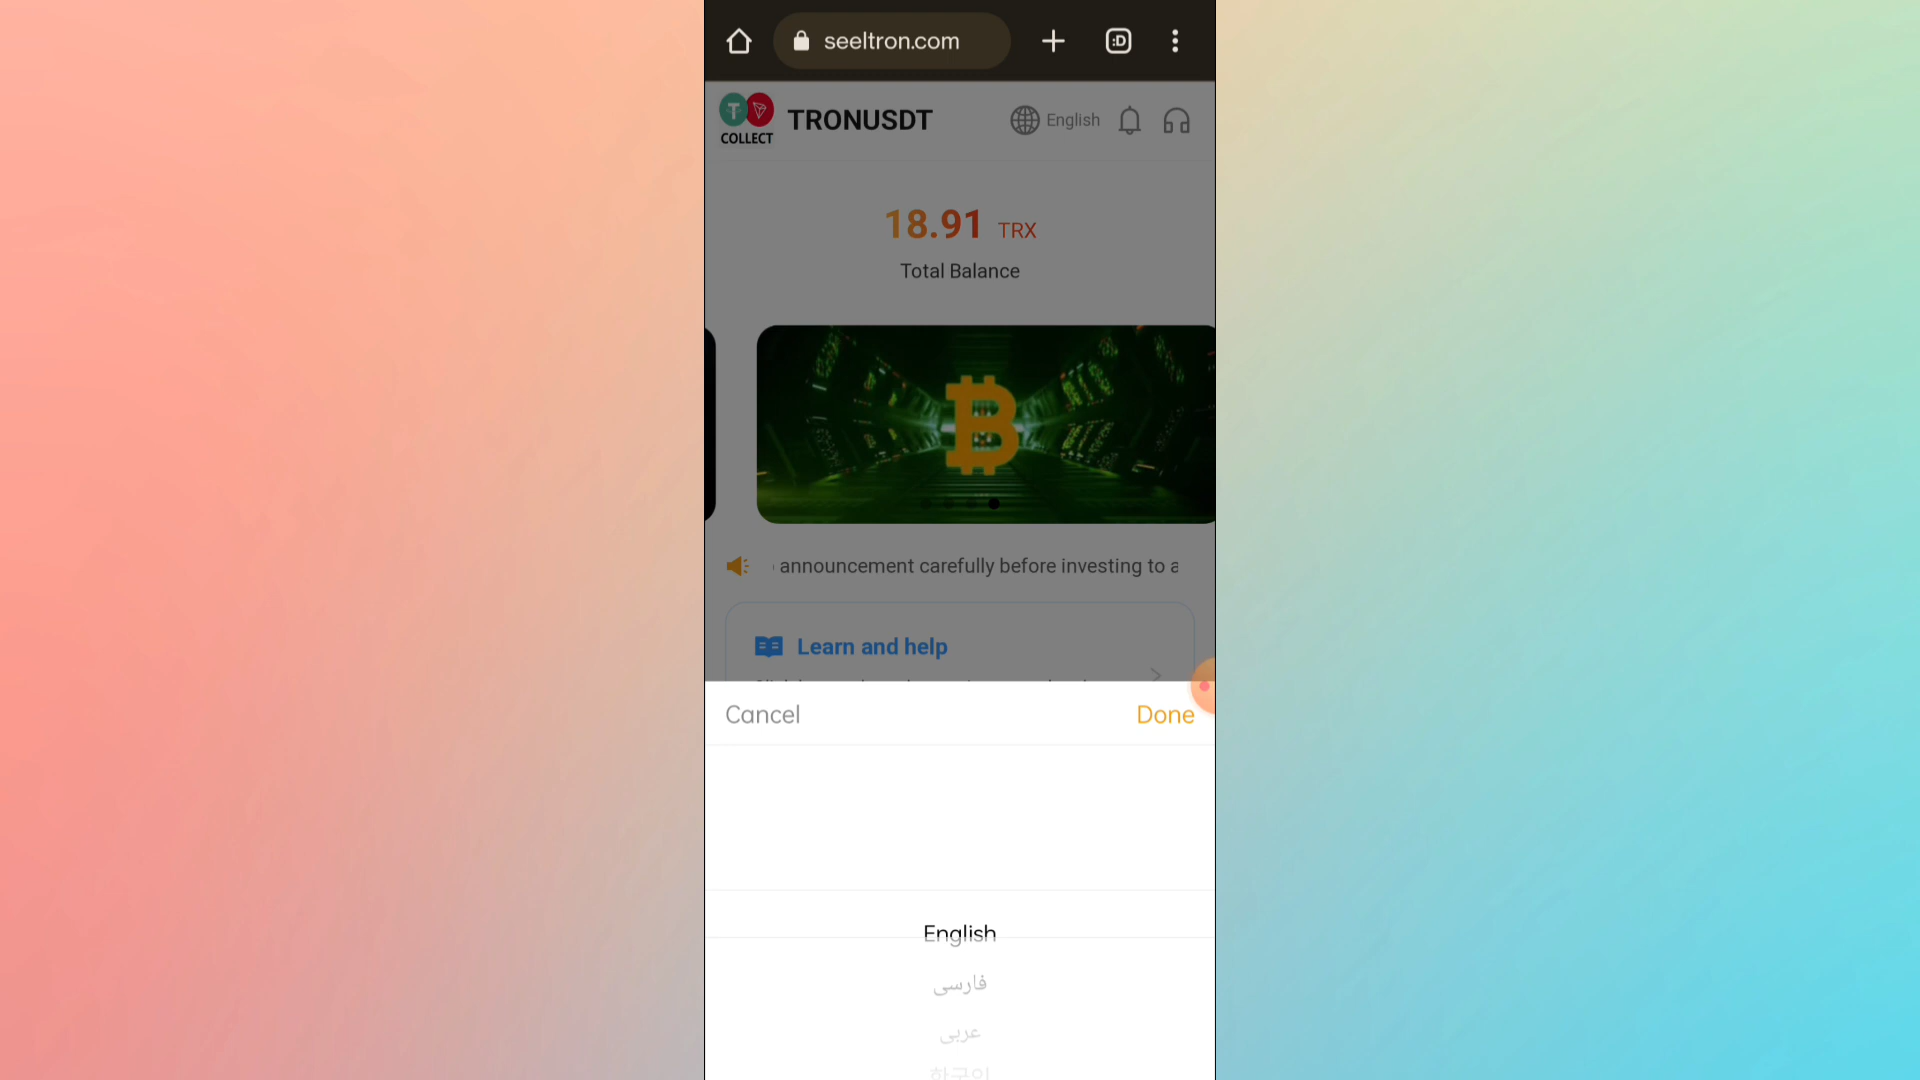 seeltron.com
:D
COLLECT
TRONUSDT
English
18.91 TRX
Total Balance
announcement carefully before investing to a
Learn and help
Cancel
Done
English
فارسی
عربى